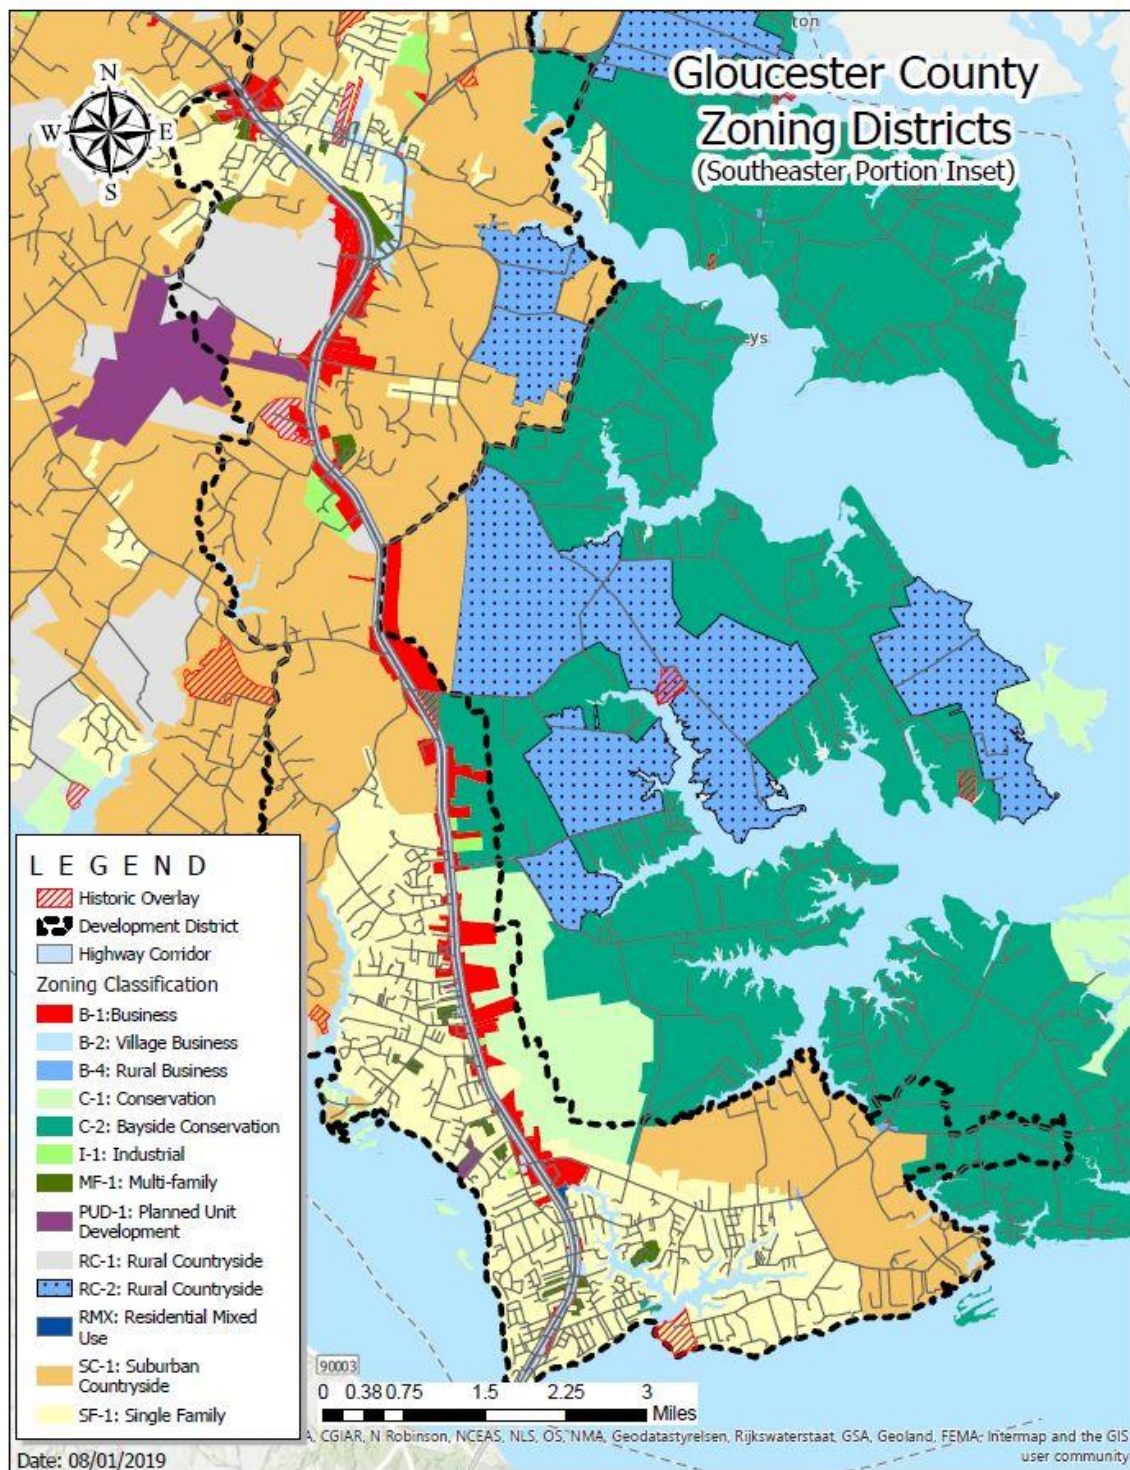 ton
Gloucester County
Zoning Districts
(Southeaster Portion Inset)
N
W E
S
eys
LEGEND
Historic Overlay
Development District
Highway Corridor
Zoning Classification
B-1:Business
B-2: Village Business
B-4: Rural Business
C-1: Conservation
C-2: Bayside Conservation
I-1: Industrial
MF-1: Multi-family
PUD-1: Planned Unit
Development
RC-1: Rural Countryside
RC-2: Rural Countryside
RMX: Residential Mixed
Use
SC-1: Suburban
Countryside
SF-1: Single Family
90003
0 0.38 0.75 1.5 2.25 3
Miles
A, CGIAR, N Robinson, NCEAS, NLS, OS, NMA, Geodatastyrelsen, Rijkswaterstaat, GSA, Geoland, FEMA, Intermap and the GIS
user community
Date: 08/01/2019